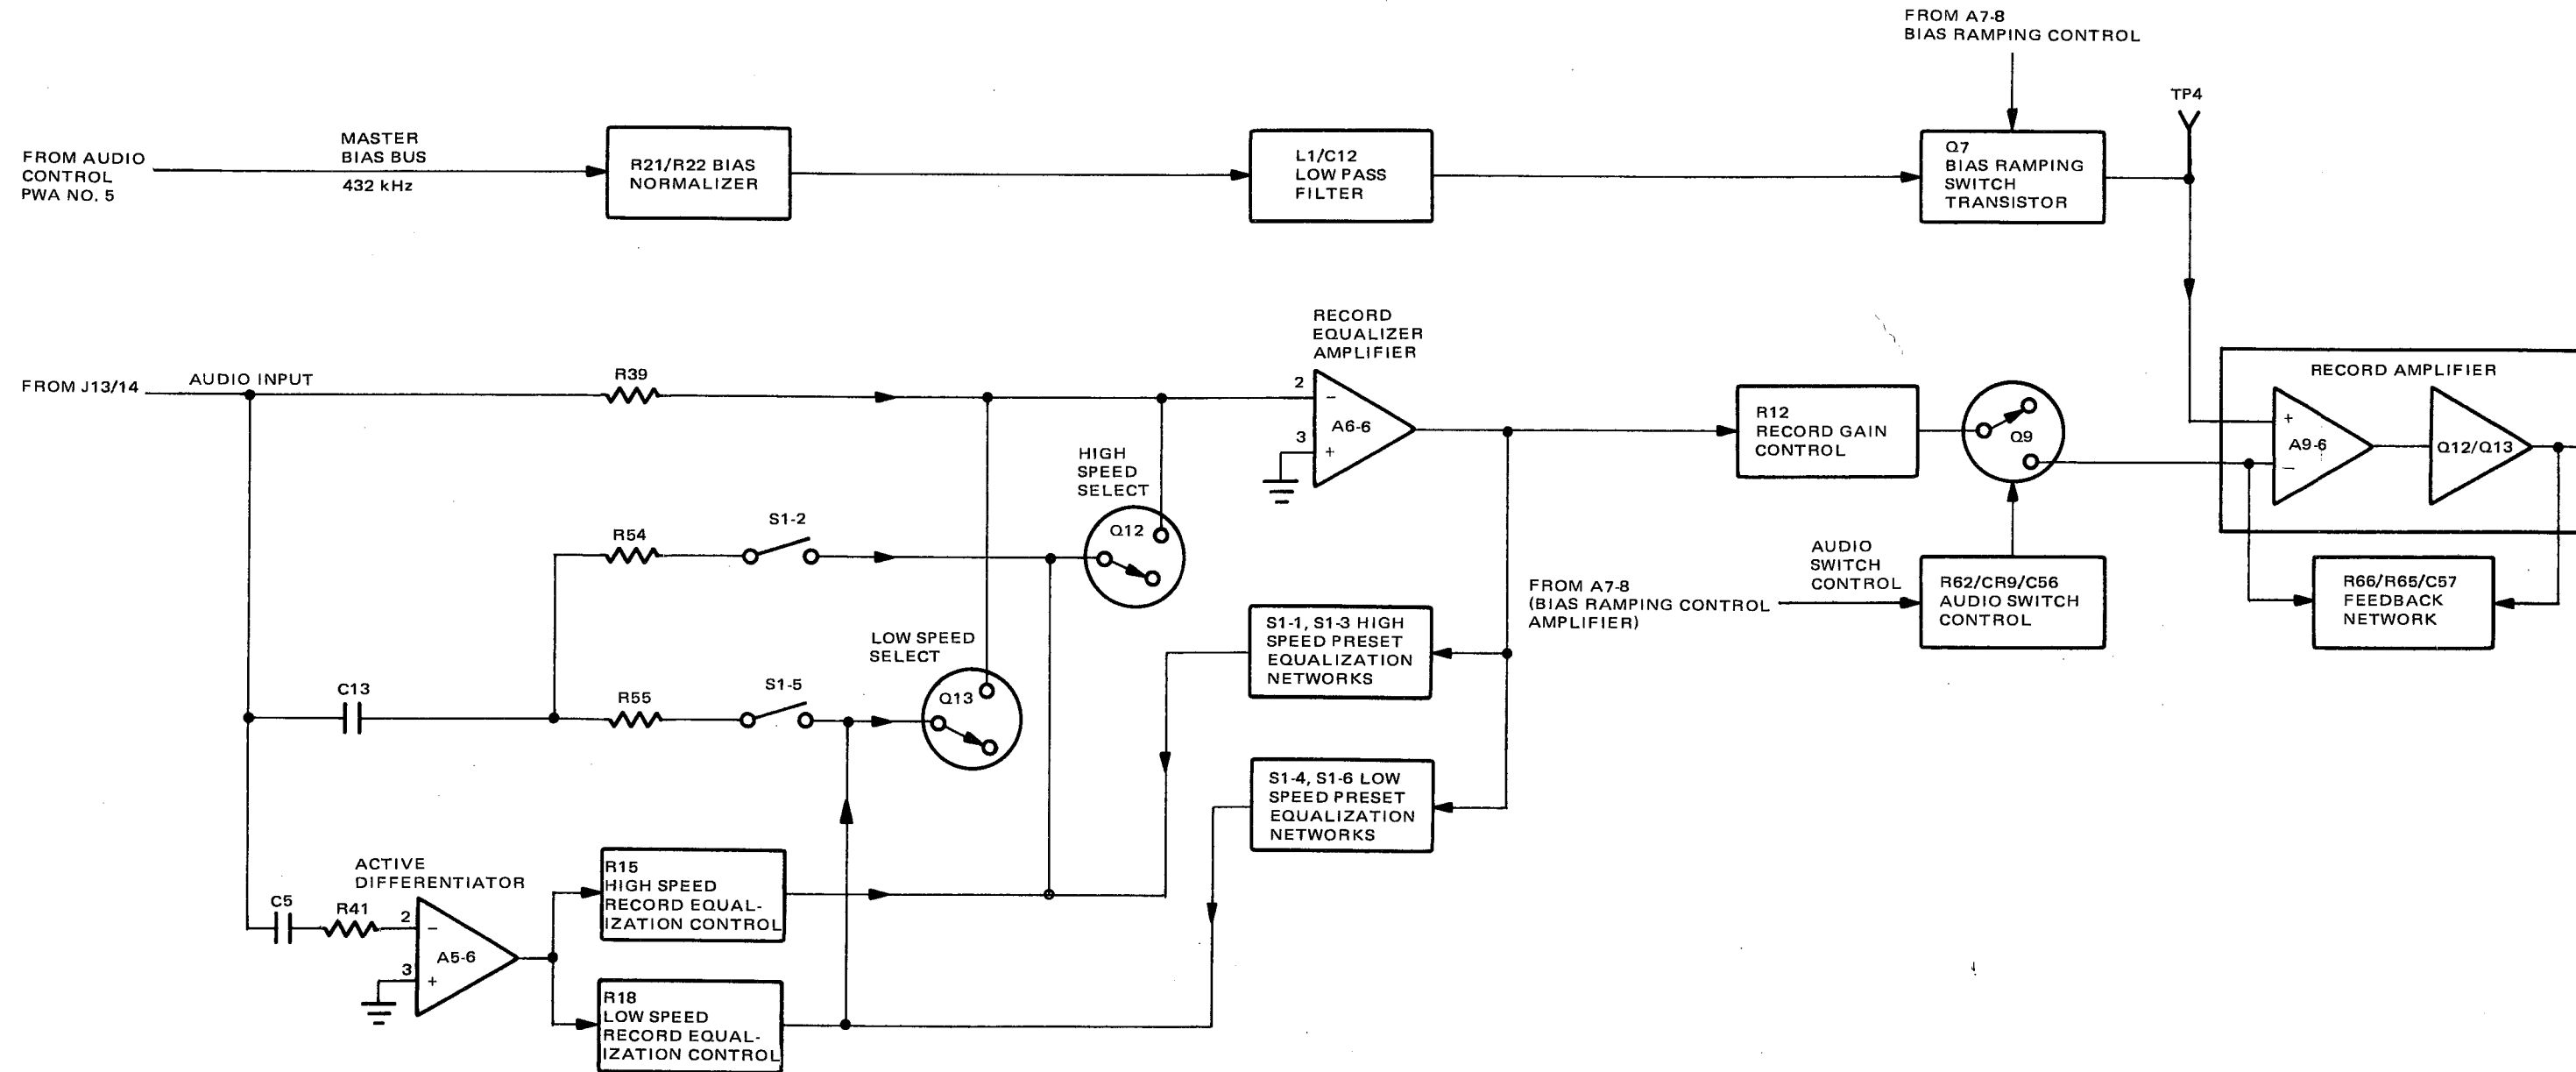 FROM A7-8
BIAS RAMPING CONTROL
TP4
FROM AUDIO
CONTROL
PWA NO. 5
MASTER
BIAS BUS
432 kHz
R21/R22 BIAS
NORMALIZER
L1/C12
LOW PASS
FILTER
Q7
BIAS RAMPING
SWITCH
TRANSISTOR
FROM J13/14
AUDIO INPUT
R39
RECORD
EQUALIZER
AMPLIFIER
2
−
A6-6
3
+
R12
RECORD GAIN
CONTROL
Q9
RECORD AMPLIFIER
+
A9-6
−
Q12/Q13
HIGH
SPEED
SELECT
Q12
R54
S1-2
AUDIO
SWITCH
CONTROL
FROM A7-8
(BIAS RAMPING CONTROL
AMPLIFIER)
R62/CR9/C56
AUDIO SWITCH
CONTROL
R66/R65/C57
FEEDBACK
NETWORK
S1-1, S1-3 HIGH
SPEED PRESET
EQUALIZATION
NETWORKS
LOW SPEED
SELECT
Q13
C13
R55
S1-5
S1-4, S1-6 LOW
SPEED PRESET
EQUALIZATION
NETWORKS
ACTIVE
DIFFERENTIATOR
C5
R41
2
−
A5-6
3
+
R15
HIGH SPEED
RECORD EQUAL-
IZATION CONTROL
R18
LOW SPEED
RECORD EQUAL-
IZATION CONTROL